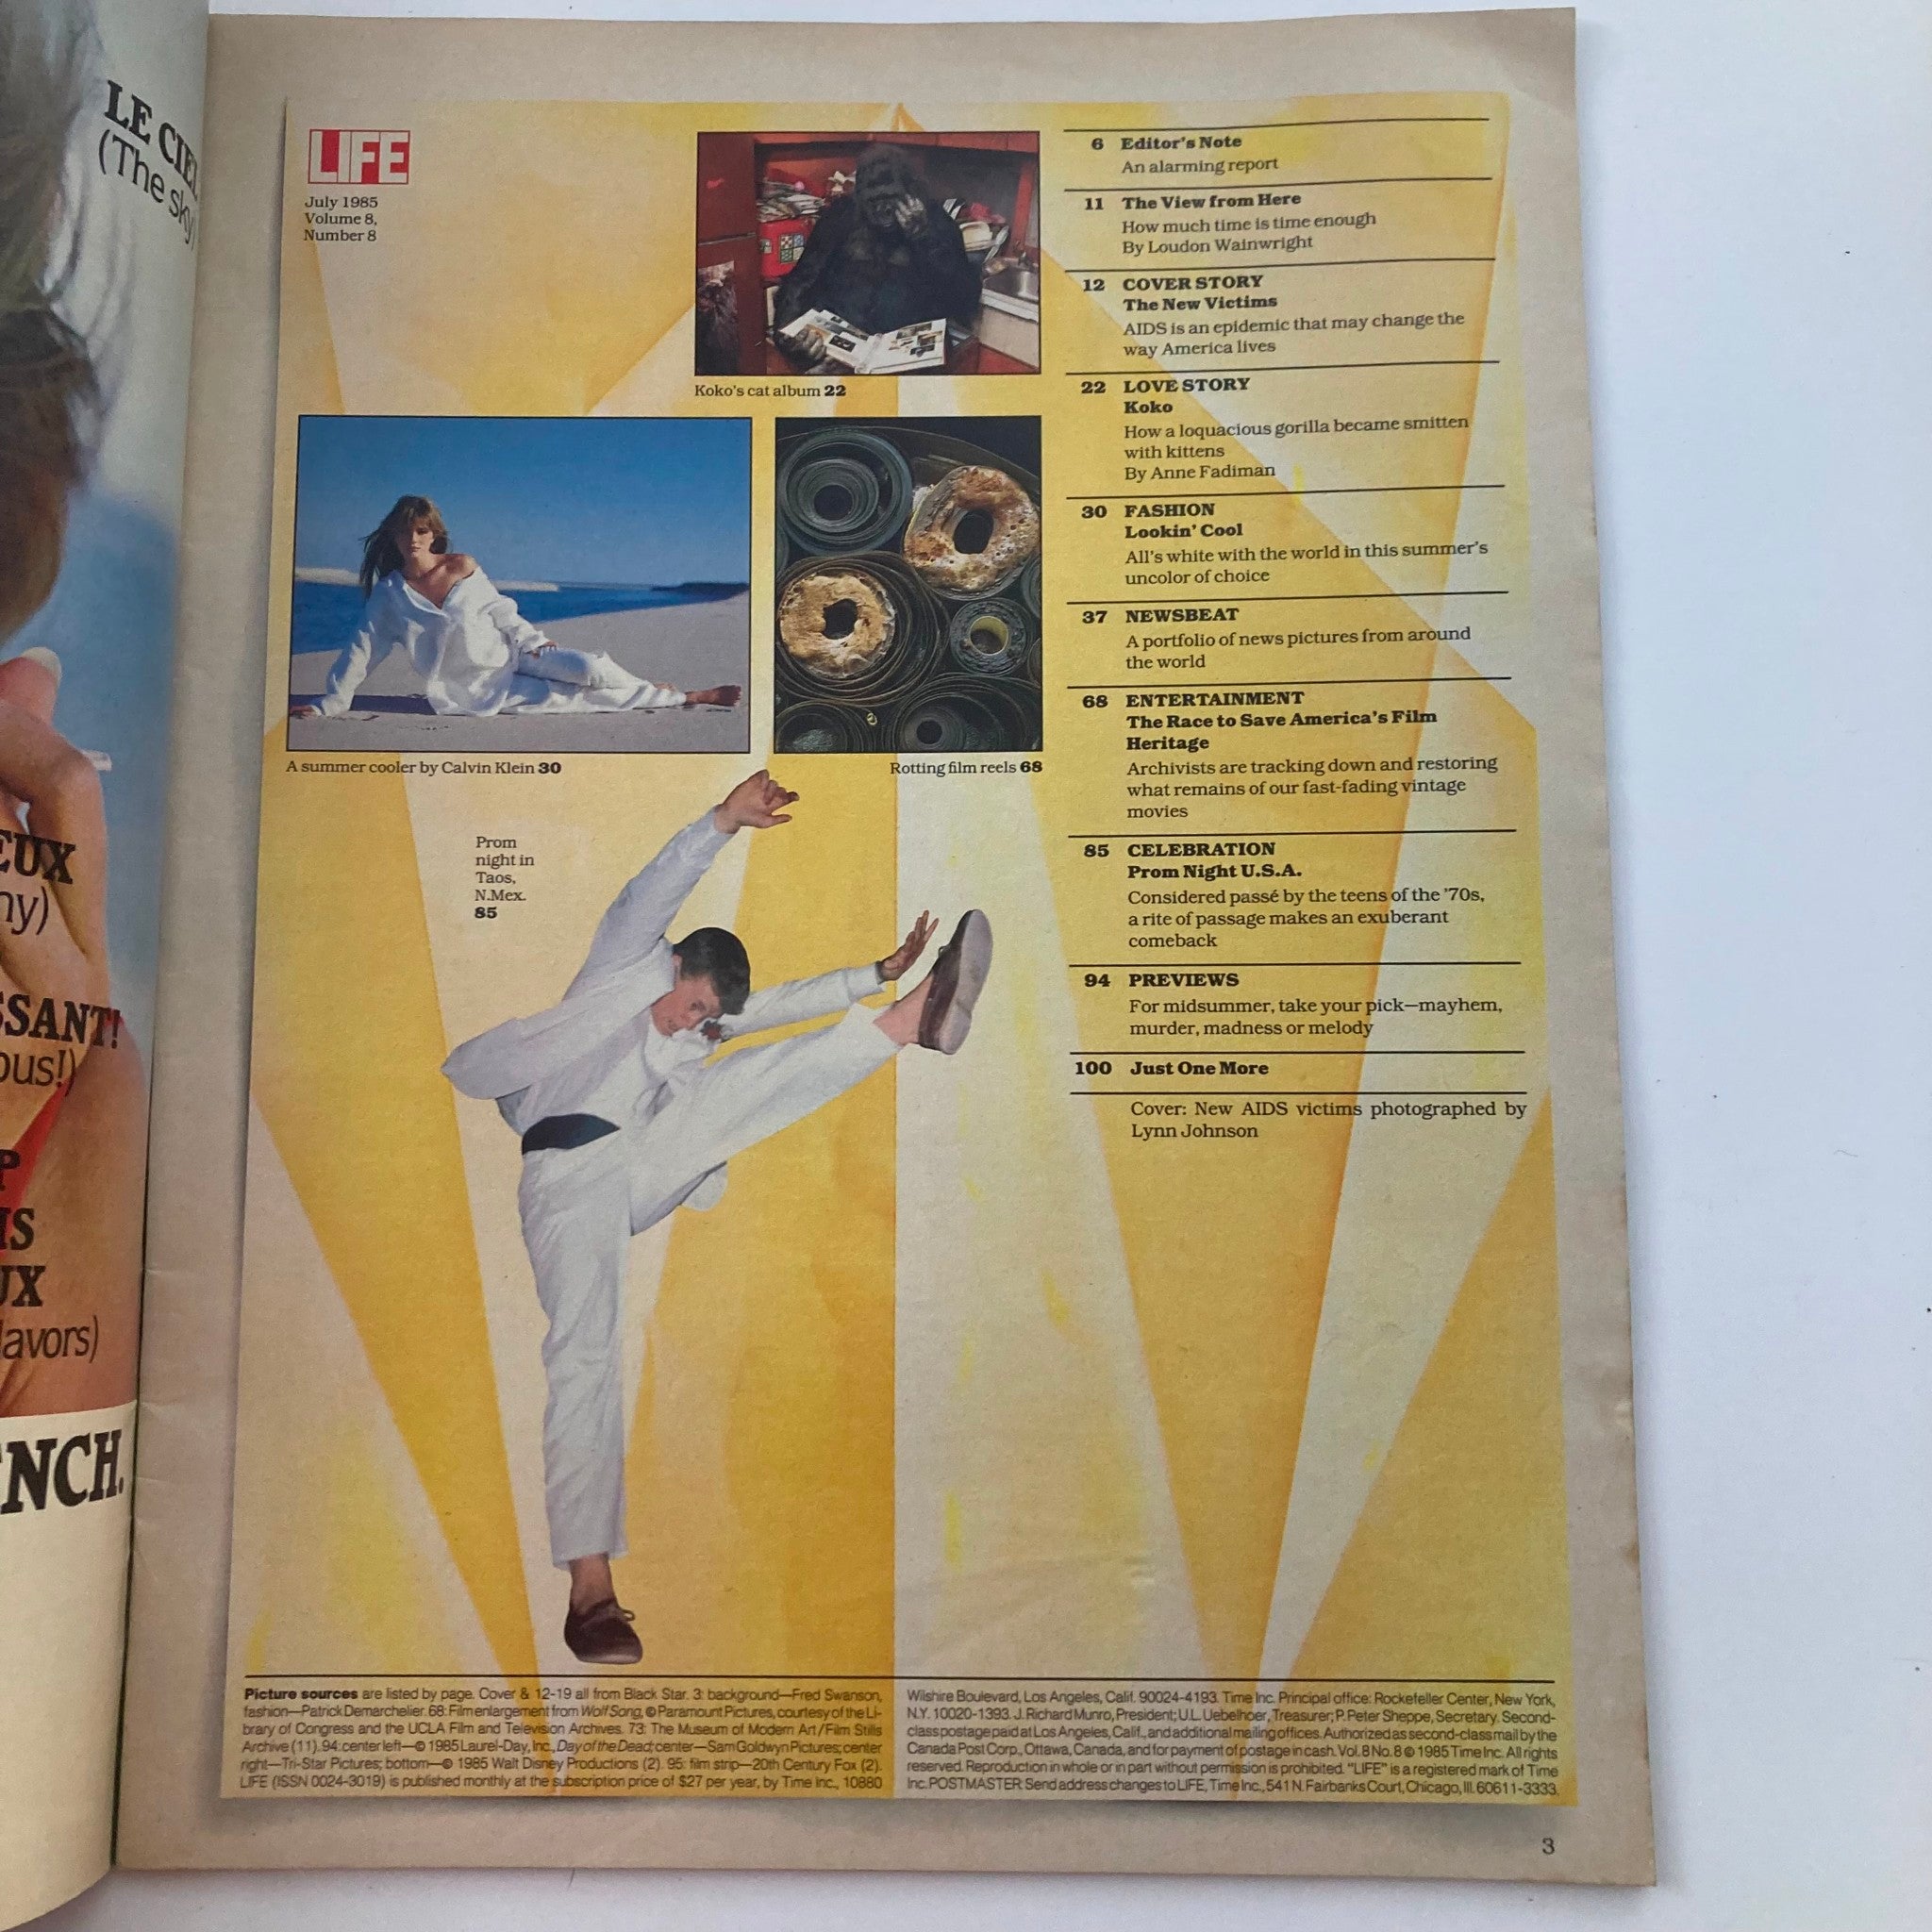 LE CIEL
(The sky)
EUX
ny)
SSANT!
ous!)
P
IS
UX
lavors)
ENCH.
LIFE
July 1985
Volume 8,
Number 8
Koko's cat album 22
A summer cooler by Calvin Klein 30
Rotting film reels 68
Prom
night in
Taos,
N.Mex.
85
6 Editor's Note
An alarming report
11 The View from Here
How much time is time enough
By Loudon Wainwright
12 COVER STORY
The New Victims
AIDS is an epidemic that may change the
way America lives
22 LOVE STORY
Koko
How a loquacious gorilla became smitten
with kittens
By Anne Fadiman
30 FASHION
Lookin' Cool
All's white with the world in this summer's
uncolor of choice
37 NEWSBEAT
A portfolio of news pictures from around
the world
68 ENTERTAINMENT
The Race to Save America's Film
Heritage
Archivists are tracking down and restoring
what remains of our fast-fading vintage
movies
85 CELEBRATION
Prom Night U.S.A.
Considered passé by the teens of the '70s,
a rite of passage makes an exuberant
comeback
94 PREVIEWS
For midsummer, take your pick—mayhem,
murder, madness or melody
100 Just One More
Cover: New AIDS victims photographed by
Lynn Johnson
Picture sources are listed by page. Cover & 12-19 all from Black Star. 3: background—Fred Swanson,
fashion—Patrick Demarchelier. 68: Film enlargement from Wolf Song, © Paramount Pictures, courtesy of the Li-
brary of Congress and the UCLA Film and Television Archives. 73: The Museum of Modern Art/Film Stills
Archive (11). 94: center left—© 1985 Laurel-Day, Inc., Day of the Dead; center—Sam Goldwyn Pictures; center
right—Tri-Star Pictures; bottom—© 1985 Walt Disney Productions (2). 95: film strip—20th Century Fox (2).
LIFE (ISSN 0024-3019) is published monthly at the subscription price of $27 per year, by Time Inc., 10880
Wilshire Boulevard, Los Angeles, Calif. 90024-4193. Time Inc. Principal office: Rockefeller Center, New York,
N.Y. 10020-1393. J. Richard Munro, President; U.L. Uebelhoer, Treasurer; P. Peter Sheppe, Secretary. Second-
class postage paid at Los Angeles, Calif., and additional mailing offices. Authorized as second-class mail by the
Canada Post Corp., Ottawa, Canada, and for payment of postage in cash. Vol. 8 No. 8 © 1985 Time Inc. All rights
reserved. Reproduction in whole or in part without permission is prohibited. "LIFE" is a registered mark of Time
Inc. POSTMASTER: Send address changes to LIFE, Time Inc., 541 N. Fairbanks Court, Chicago, Ill. 60611-3333.
3